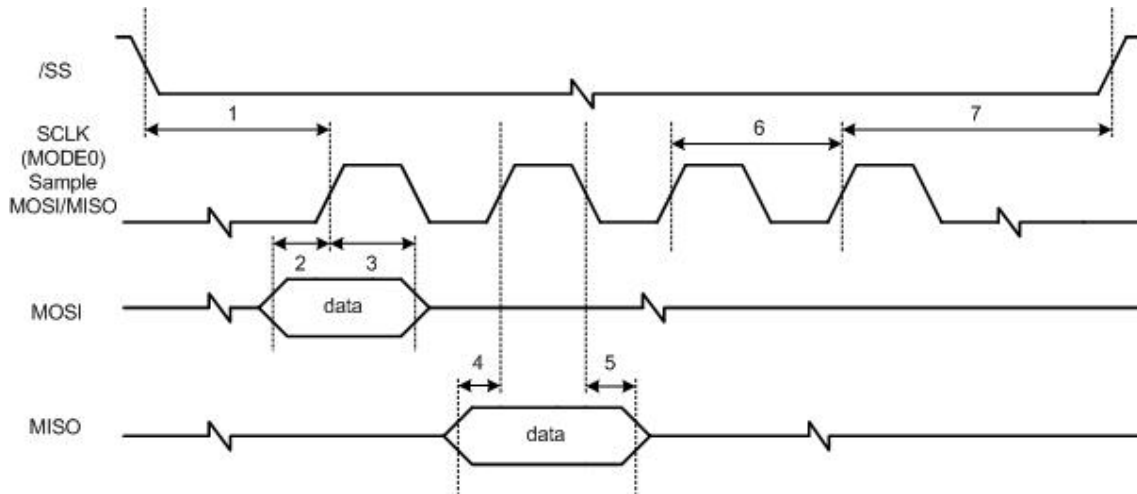 /SS
1
7
SCLK
(MODE0)
Sample
MOSI/MISO
6
2
3
MOSI
data
4
5
MISO
data